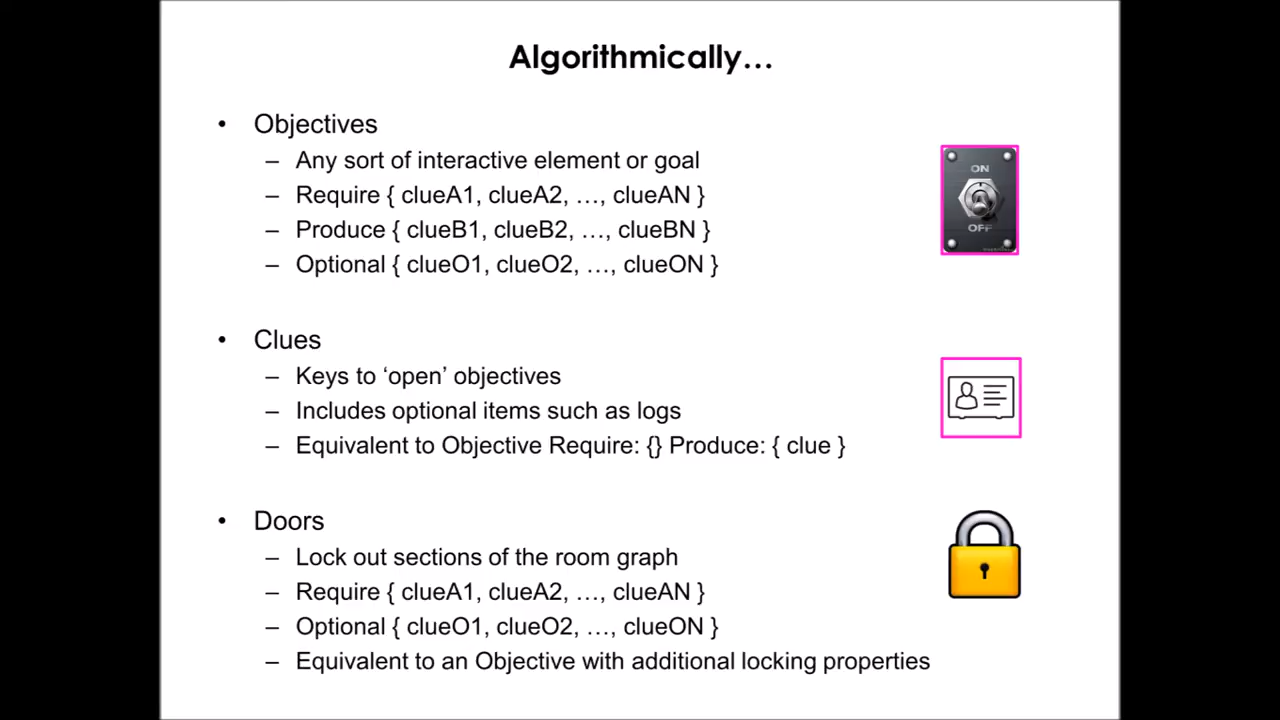 Algorithmically…
• Objectives
– Any sort of interactive element or goal
– Require { clueA1, clueA2, …, clueAN }
– Produce { clueB1, clueB2, …, clueBN }
– Optional { clueO1, clueO2, …, clueON }
ON
OFF
• Clues
– Keys to ‘open’ objectives
– Includes optional items such as logs
– Equivalent to Objective Require: {} Produce: { clue }
• Doors
– Lock out sections of the room graph
– Require { clueA1, clueA2, …, clueAN }
– Optional { clueO1, clueO2, …, clueON }
– Equivalent to an Objective with additional locking properties